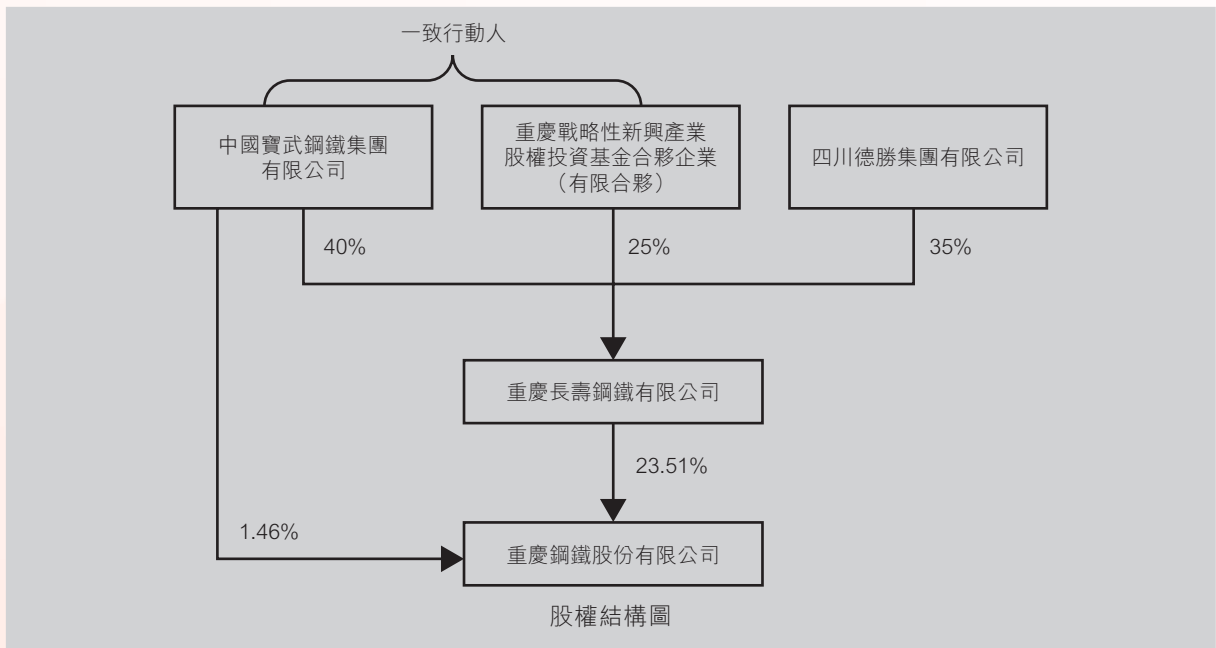 一致行動人
中國寶武鋼鐵集團
有限公司
重慶戰略性新興產業
股權投資基金合夥企業
（有限合夥）
四川德勝集團有限公司
40%
25%
35%
重慶長壽鋼鐵有限公司
23.51%
1.46%
重慶鋼鐵股份有限公司
股權結構圖